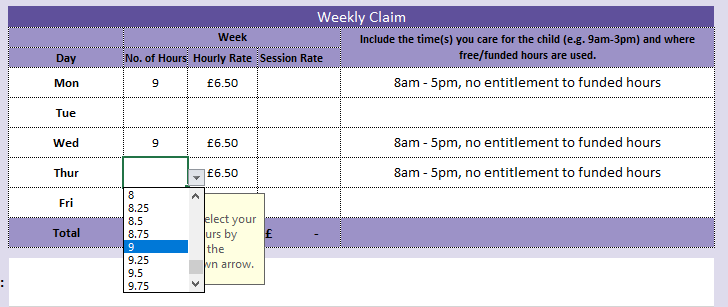 Weekly Claim
Week
Include the time(s) you care for the child (e.g. 9am-3pm) and where
free/funded hours are used.
Day No. of Hours Hourly Rate Session Rate
Mon 9 £6.50 8am - 5pm, no entitlement to funded hours
Tue
Wed 9 £6.50 8am - 5pm, no entitlement to funded hours
Thur £6.50 8am - 5pm, no entitlement to funded hours
Fri
Total £ -
8
8.25
8.5
8.75
9
9.25
9.5
9.75
your
by
the
arrow.
: